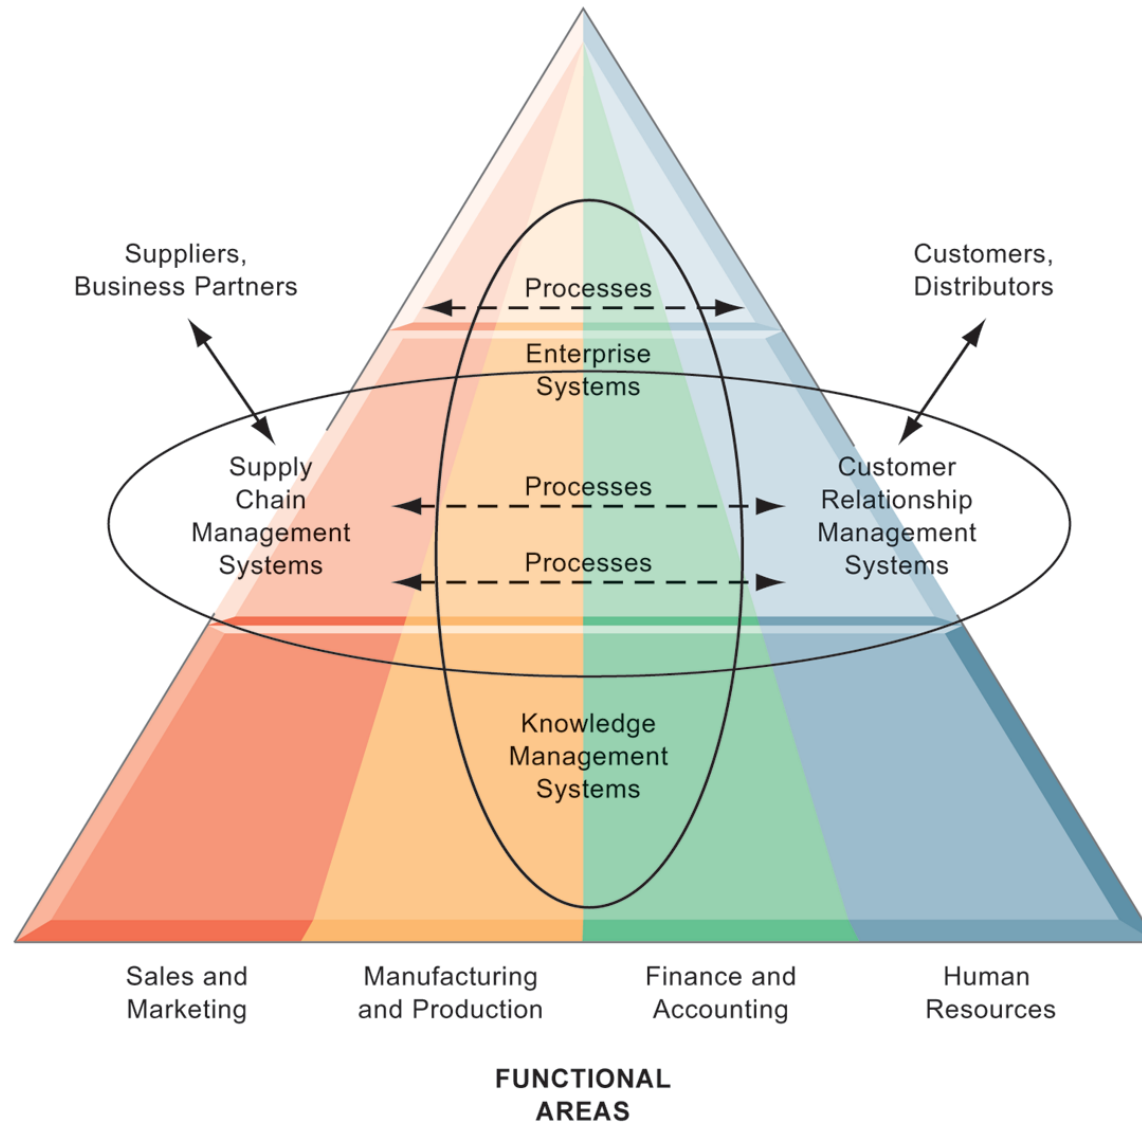 Suppliers,
Business Partners
Customers,
Distributors
Processes
Enterprise
Systems
Supply
Chain
Management
Systems
Processes
Processes
Customer
Relationship
Management
Systems
Knowledge
Management
Systems
Sales and
Marketing
Manufacturing
and Production
Finance and
Accounting
Human
Resources
FUNCTIONAL
AREAS